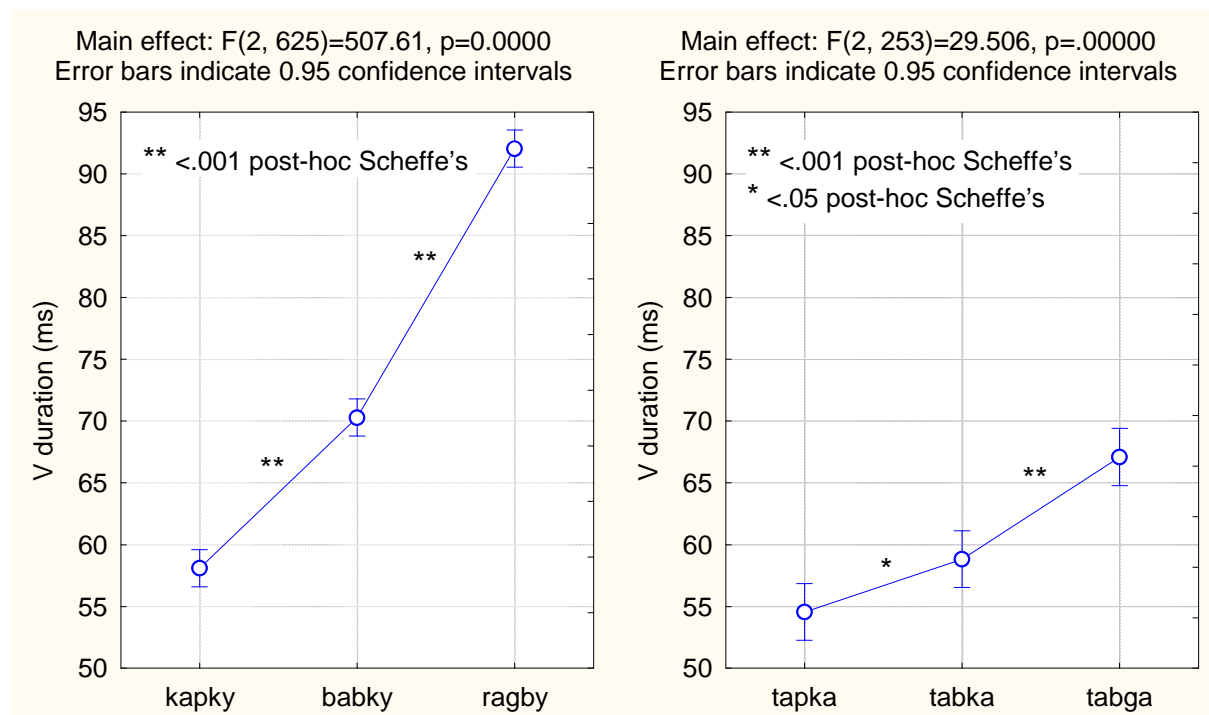 Main effect: F(2, 625)=507.61, p=0.0000
Error bars indicate 0.95 confidence intervals
** <.001 post-hoc Scheffe's
**
**
V duration (ms)
95
90
85
80
75
70
65
60
55
50
kapky babky ragby
Main effect: F(2, 253)=29.506, p=.00000
Error bars indicate 0.95 confidence intervals
** <.001 post-hoc Scheffe's
* <.05 post-hoc Scheffe's
**
*
V duration (ms)
95
90
85
80
75
70
65
60
55
50
tapka tabka tabga